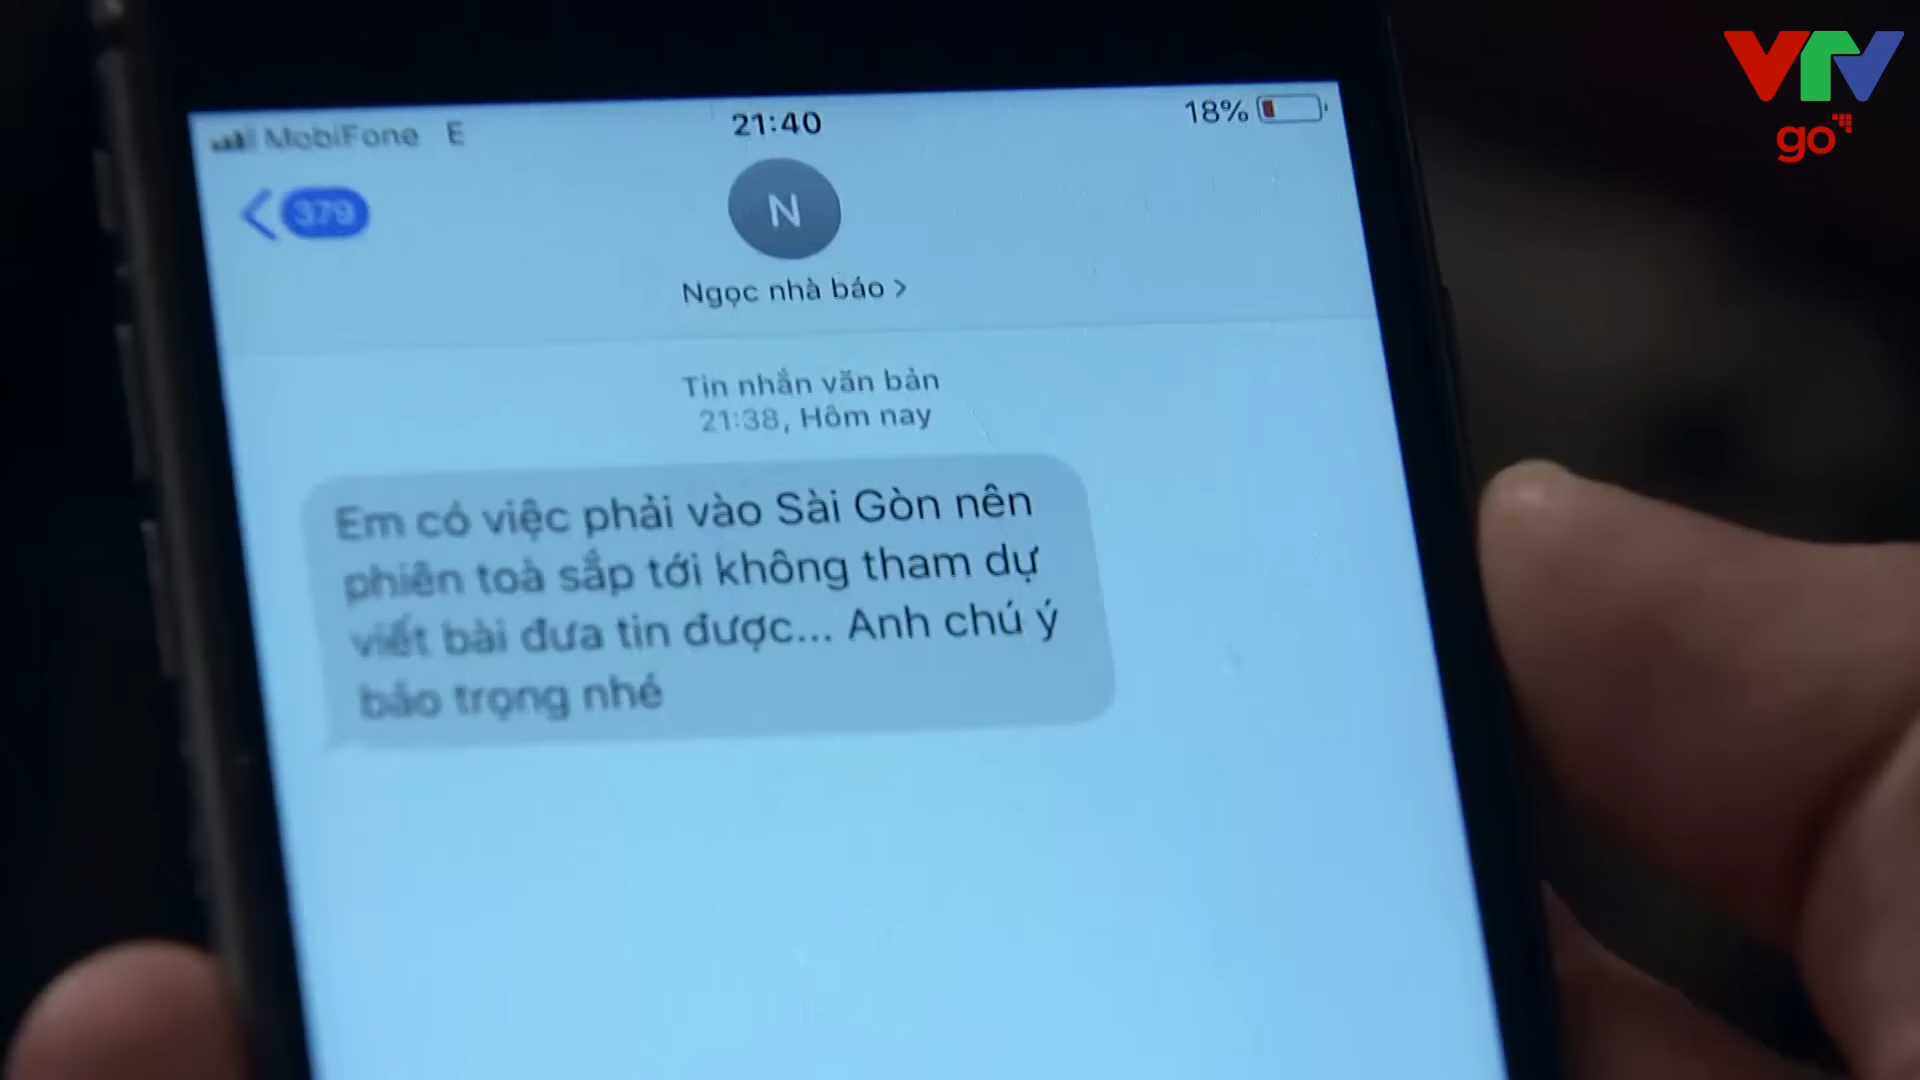 VTV
go
MobiFone E
21:40
18%
379
N
Ngọc nhà báo >
Tin nhắn văn bản
21:38, Hôm nay
Em có việc phải vào Sài Gòn nên
phiên toà sắp tới không tham dự
viết bài đưa tin được... Anh chú ý
bảo trọng nhé